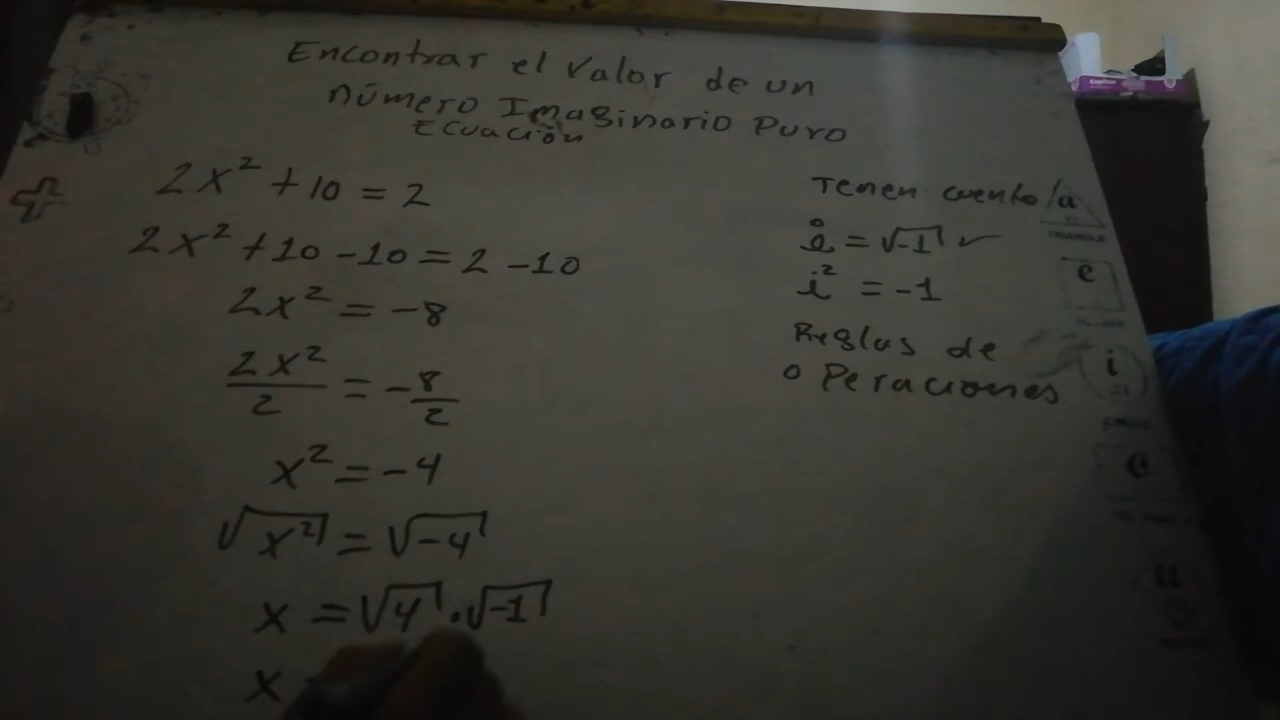 Encontrar el valor de un
número Imaginario Puro
Ecuación
2x² + 10 = 2
2x² + 10 - 10 = 2 - 10
2x² = -8
2x²/2 = -8/2
x² = -4
√x² = √-4
x = √4 · √-1
x
Tenen cuenta
i = √-1 ✓
i² = -1
Reglas de
operaciones
a
TRIANGLE
e
i
e
u